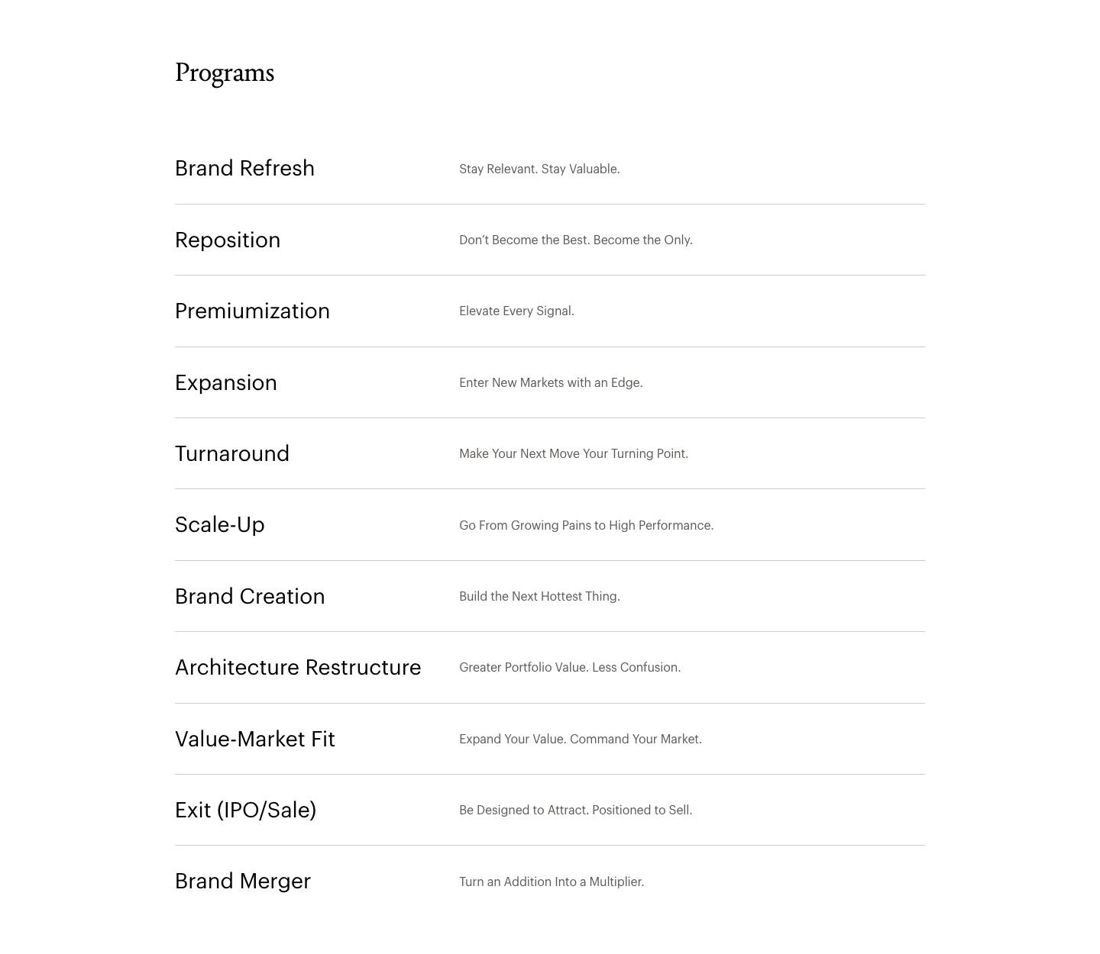 Programs
Brand Refresh Stay Relevant. Stay Valuable.
Reposition Don’t Become the Best. Become the Only.
Premiumization Elevate Every Signal.
Expansion Enter New Markets with an Edge.
Turnaround Make Your Next Move Your Turning Point.
Scale-Up Go From Growing Pains to High Performance.
Brand Creation Build the Next Hottest Thing.
Architecture Restructure Greater Portfolio Value. Less Confusion.
Value-Market Fit Expand Your Value. Command Your Market.
Exit (IPO/Sale) Be Designed to Attract. Positioned to Sell.
Brand Merger Turn an Addition Into a Multiplier.